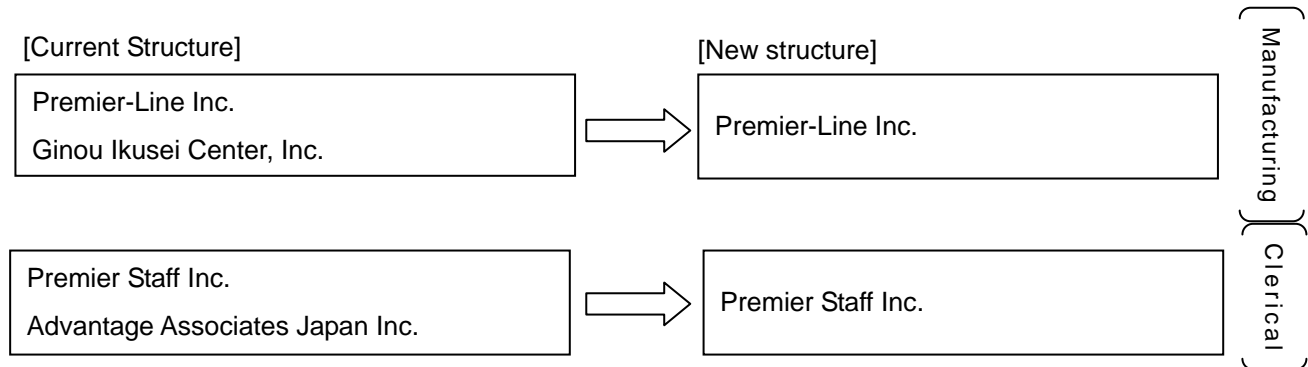 [Current Structure]
[New structure]
Manufacturing
Premier-Line Inc.
Ginou Ikusei Center, Inc.
Premier-Line Inc.
Premier Staff Inc.
Advantage Associates Japan Inc.
Premier Staff Inc.
Clerical